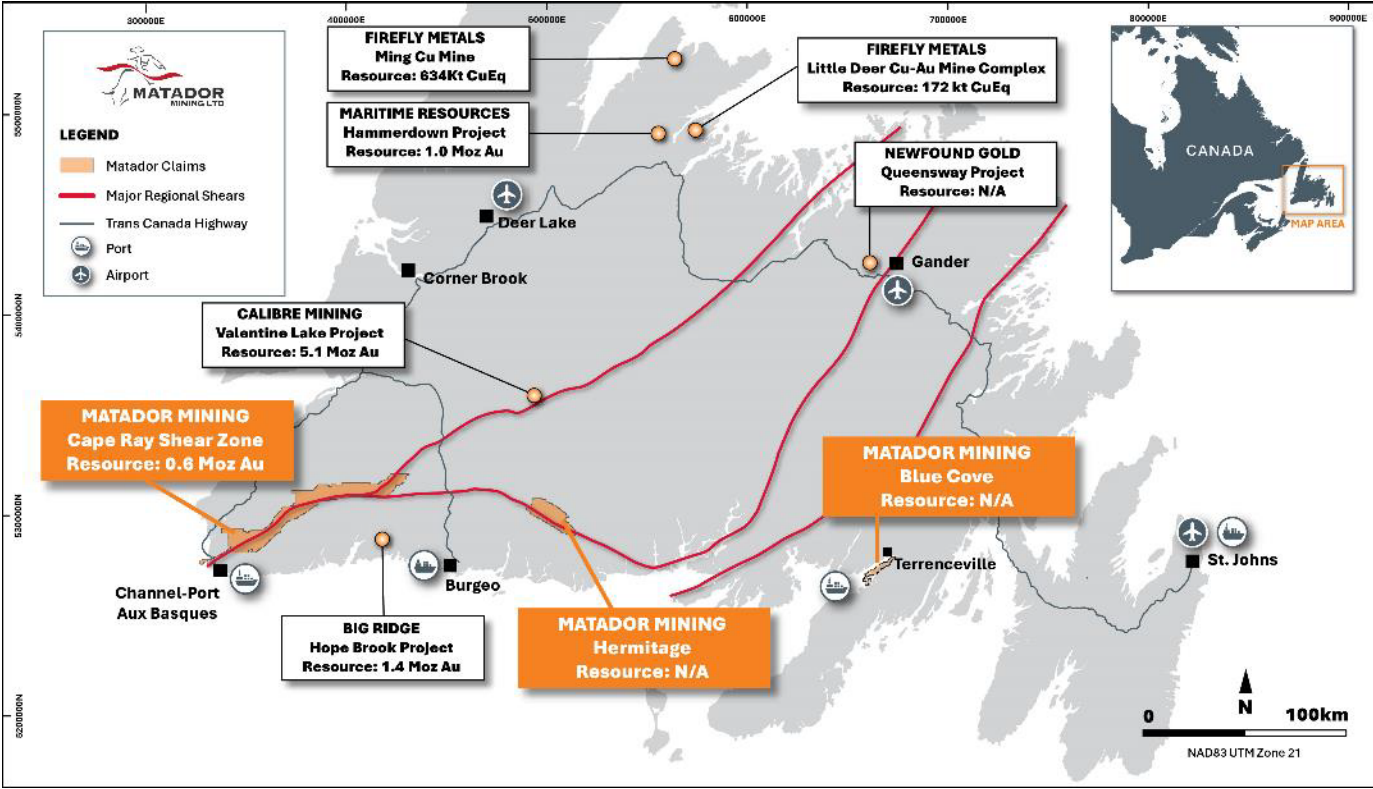 300000E
400000E
500000E
600000E
700000E
800000E
900000E
5500000N
5400000N
5300000N
5200000N
MATADOR
MINING LTD
LEGEND
Matador Claims
Major Regional Shears
Trans Canada Highway
Port
Airport
FIREFLY METALS
Ming Cu Mine
Resource: 634Kt CuEq
MARITIME RESOURCES
Hammerdown Project
Resource: 1.0 Moz Au
FIREFLY METALS
Little Deer Cu-Au Mine Complex
Resource: 172 kt CuEq
NEWFOUND GOLD
Queensway Project
Resource: N/A
CANADA
MAP AREA
Deer Lake
Corner Brook
Gander
CALIBRE MINING
Valentine Lake Project
Resource: 5.1 Moz Au
MATADOR MINING
Cape Ray Shear Zone
Resource: 0.6 Moz Au
MATADOR MINING
Blue Cove
Resource: N/A
Channel-Port
Aux Basques
Burgeo
Terrenceville
St. Johns
BIG RIDGE
Hope Brook Project
Resource: 1.4 Moz Au
MATADOR MINING
Hermitage
Resource: N/A
N
0
100km
NAD83 UTM Zone 21